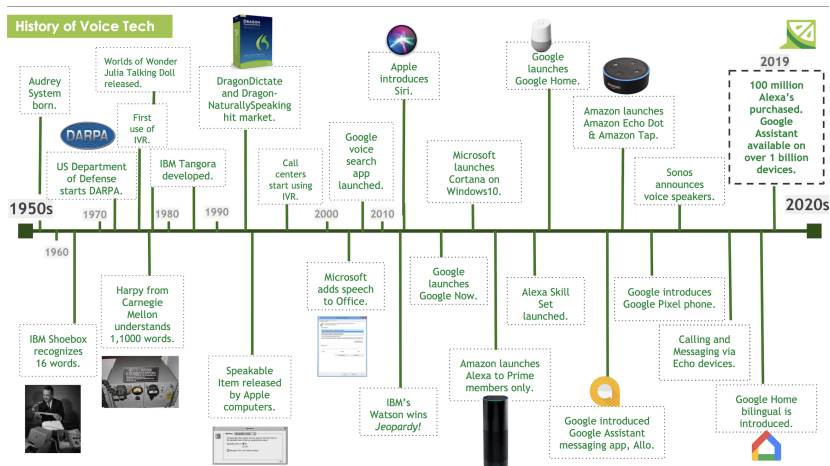 History of Voice Tech
Audrey
System
born.
Worlds of Wonder
Julia Talking Doll
released.
DARPA
US Department
of Defense
starts DARPA.
First
use of
IVR.
IBM Tangora
developed.
DRAGON
DragonDictate
and Dragon-
NaturallySpeaking
hit market.
Call
centers
start using
IVR.
Google
voice
search
app
launched.
Apple
introduces
Siri.
Microsoft
launches
Cortana on
Windows10.
Google
launches
Google Home.
Amazon launches
Amazon Echo Dot
& Amazon Tap.
Sonos
announces
voice speakers.
2019
100 million
Alexa's
purchased.
Google
Assistant
available on
over 1 billion
devices.
1950s
1960
1970
1980
1990
2000
2010
2020s
IBM Shoebox
recognizes
16 words.
Harpy from
Carnegie
Mellon
understands
1,1000 words.
Speakable
Item released
by Apple
computers.
Microsoft
adds speech
to Office.
IBM's
Watson wins
Jeopardy!
Google
launches
Google Now.
Amazon launches
Alexa to Prime
members only.
Alexa Skill
Set
launched.
Google introduced
Google Assistant
messaging app, Allo.
Google introduces
Google Pixel phone.
Calling and
Messaging via
Echo devices.
Google Home
bilingual is
introduced.